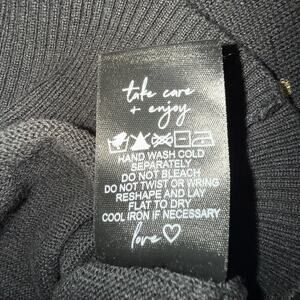 take care
+ enjoy
HAND WASH COLD
SEPARATELY
DO NOT BLEACH
DO NOT TWIST OR WRING
RESHAPE AND LAY
FLAT TO DRY
COOL IRON IF NECESSARY
love